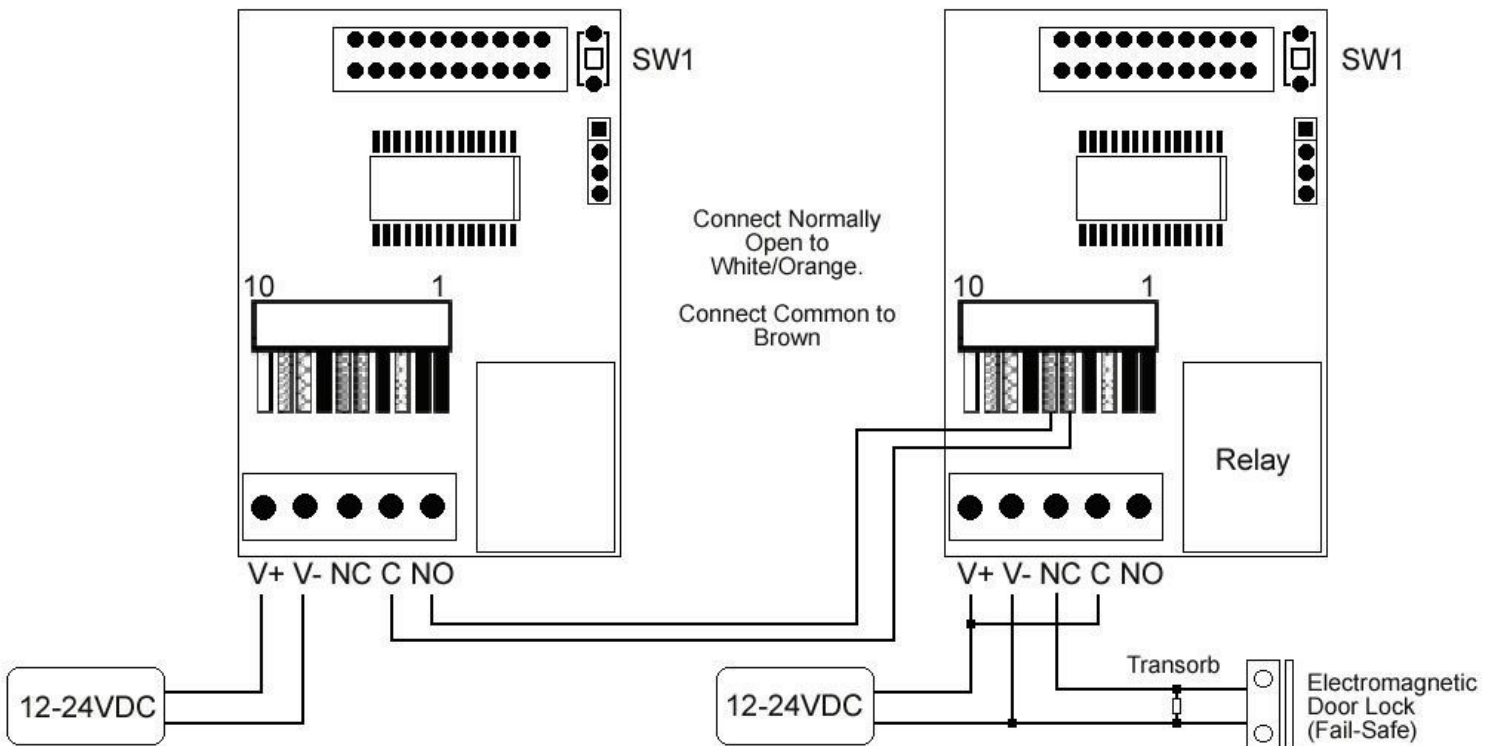 SW1
SW1
Connect Normally
Open to
White/Orange.
Connect Common to
Brown
10 1
10 1
Relay
V+ V- NC C NO
V+ V- NC C NO
12-24VDC
12-24VDC
Transorb
Electromagnetic
Door Lock
(Fail-Safe)